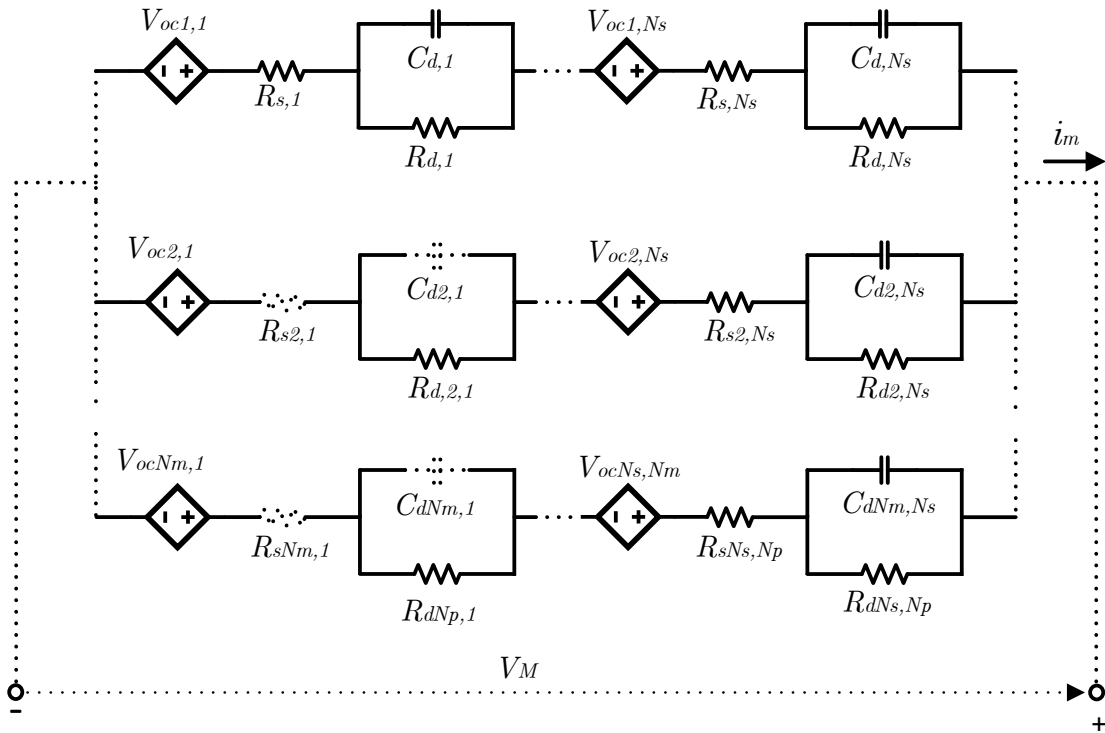 Voc1,1
Voc1,Ns
Cd,1
Cd,Ns
Rs,1
Rs,Ns
Rd,1
Rd,Ns
im
Voc2,1
Voc2,Ns
Cd2,1
Cd2,Ns
Rs2,1
Rs2,Ns
Rd,2,1
Rd2,Ns
VocNm,1
VocNs,Nm
CdNm,1
CdNm,Ns
RsNm,1
RsNs,Np
RdNp,1
RdNs,Np
VM
- +